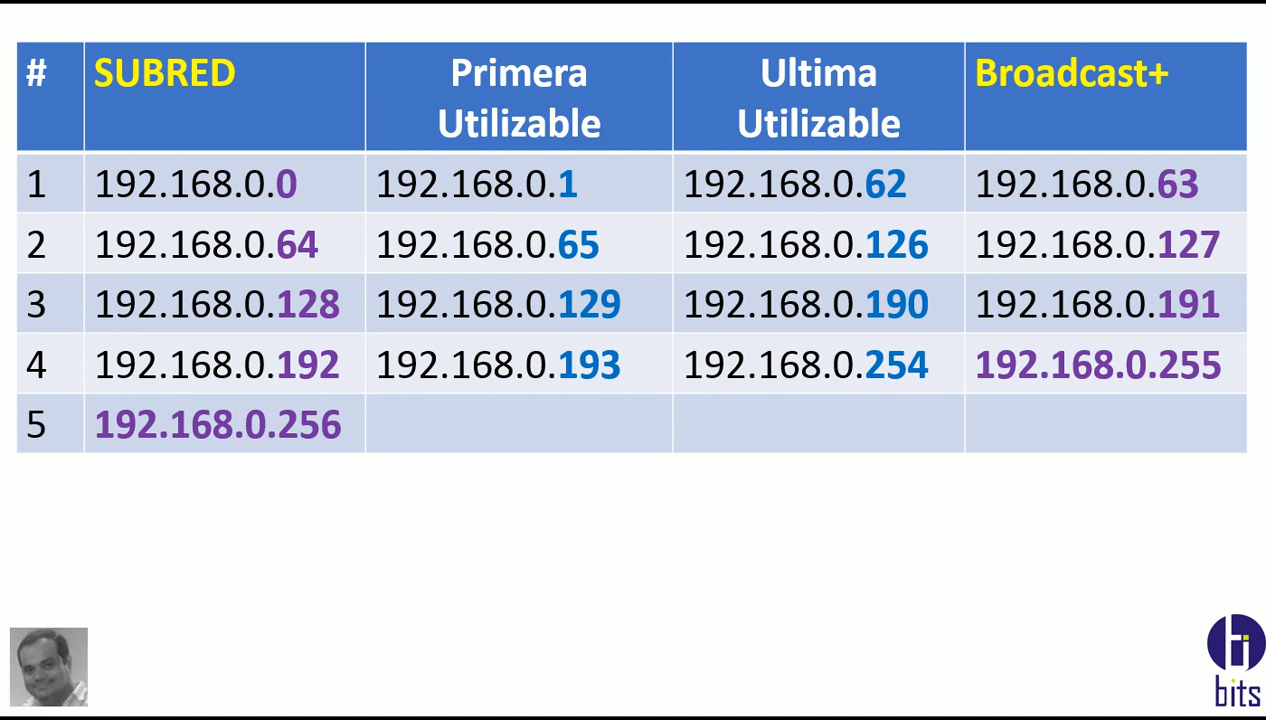 # SUBRED Primera Utilizable Ultima Utilizable Broadcast+
1 192.168.0.0 192.168.0.1 192.168.0.62 192.168.0.63
2 192.168.0.64 192.168.0.65 192.168.0.126 192.168.0.127
3 192.168.0.128 192.168.0.129 192.168.0.190 192.168.0.191
4 192.168.0.192 192.168.0.193 192.168.0.254 192.168.0.255
5 192.168.0.256
bits